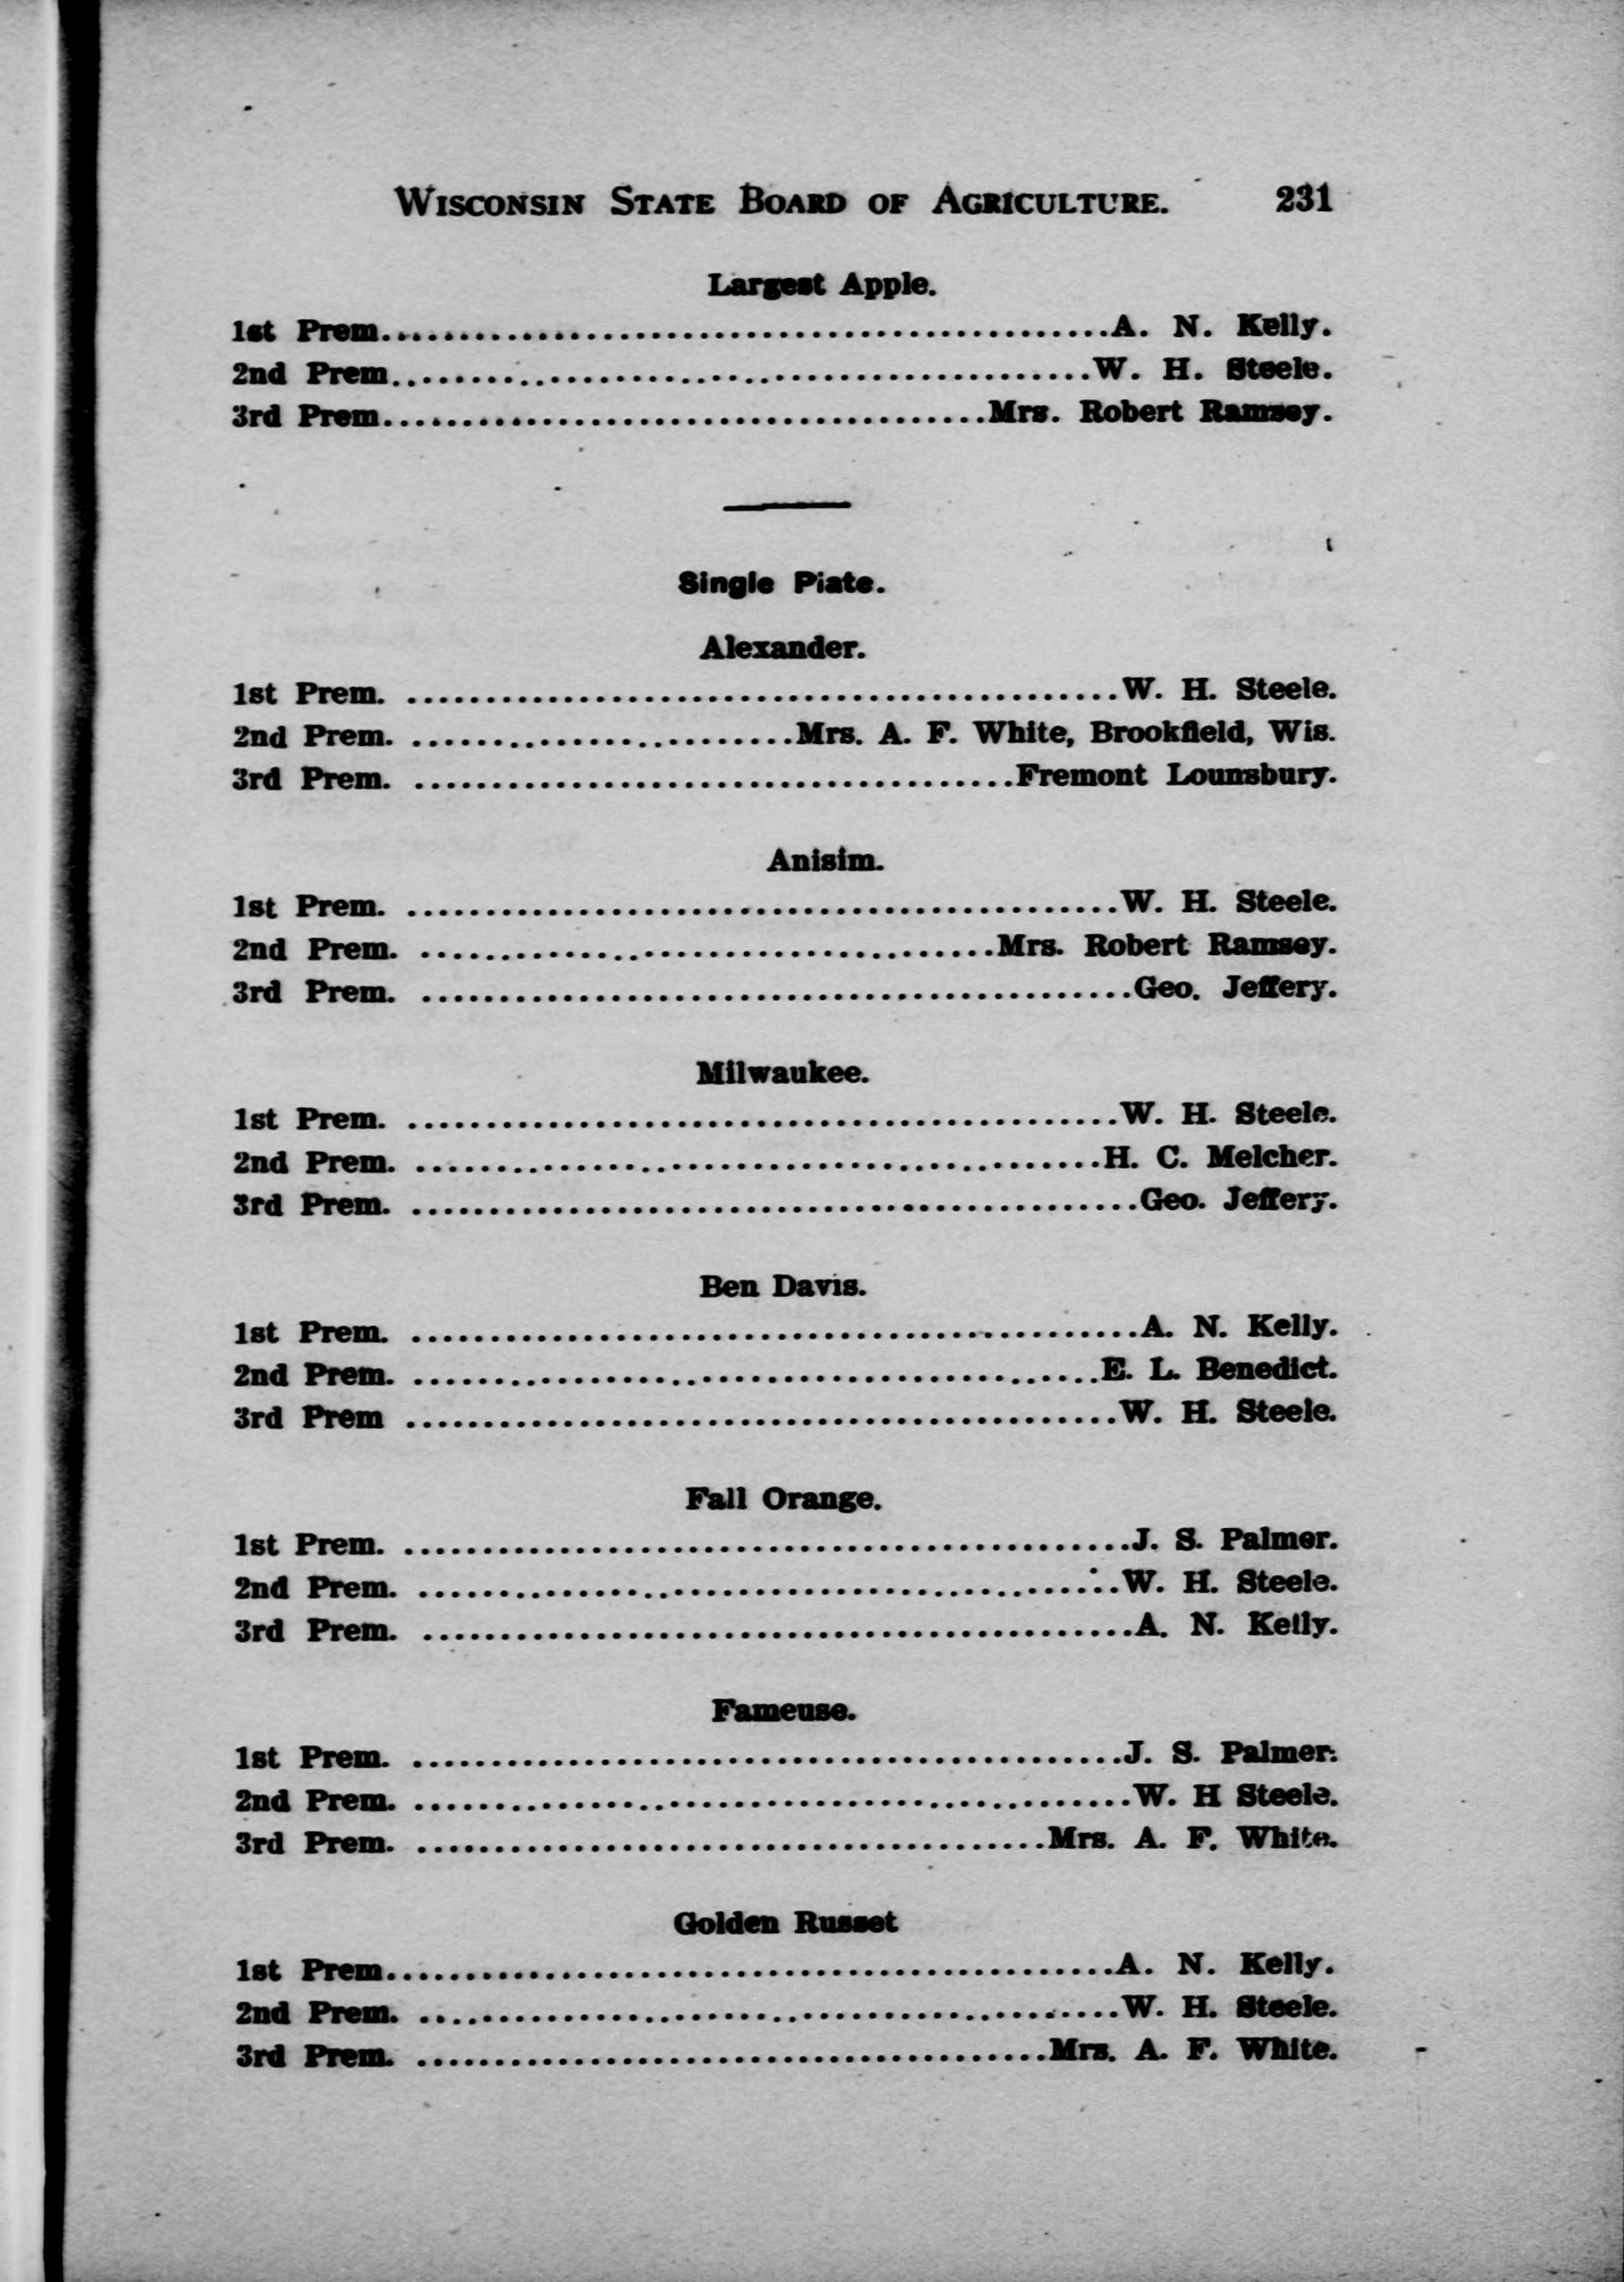 WISCONSIN STATE BOARD OF AGRICULTURE. 231
Largest Apple.
1st Prem..............................................A. N. Kelly.
2nd Prem.............................................W. H. Steele.
3rd Prem.......................................Mrs. Robert Ramsey.
Single Plate.
Alexander.
1st Prem. .............................................W. H. Steele.
2nd Prem. ........................Mrs. A. F. White, Brookfield, Wis.
3rd Prem. ......................................Fremont Lounsbury.
Anisim.
1st Prem. .............................................W. H. Steele.
2nd Prem. ....................................Mrs. Robert Ramsey.
3rd Prem. .............................................Geo. Jeffery.
Milwaukee.
1st Prem. .............................................W. H. Steele.
2nd Prem. ............................................H. C. Melcher.
3rd Prem. ..............................................Geo. Jeffery.
Ben Davis.
1st Prem. ..............................................A. N. Kelly.
2nd Prem. ............................................E. L. Benedict.
3rd Prem .............................................W. H. Steele.
Fall Orange.
1st Prem. ..............................................J. S. Palmer.
2nd Prem. .............................................W. H. Steele.
3rd Prem. .............................................A. N. Kelly.
Fameuse.
1st Prem. .............................................J. S. Palmer.
2nd Prem. ..............................................W. H Steele.
3rd Prem. ........................................Mrs. A. F. White.
Golden Russet
1st Prem..............................................A. N. Kelly.
2nd Prem. .............................................W. H. Steele.
3rd Prem. ........................................Mrs. A. F. White.